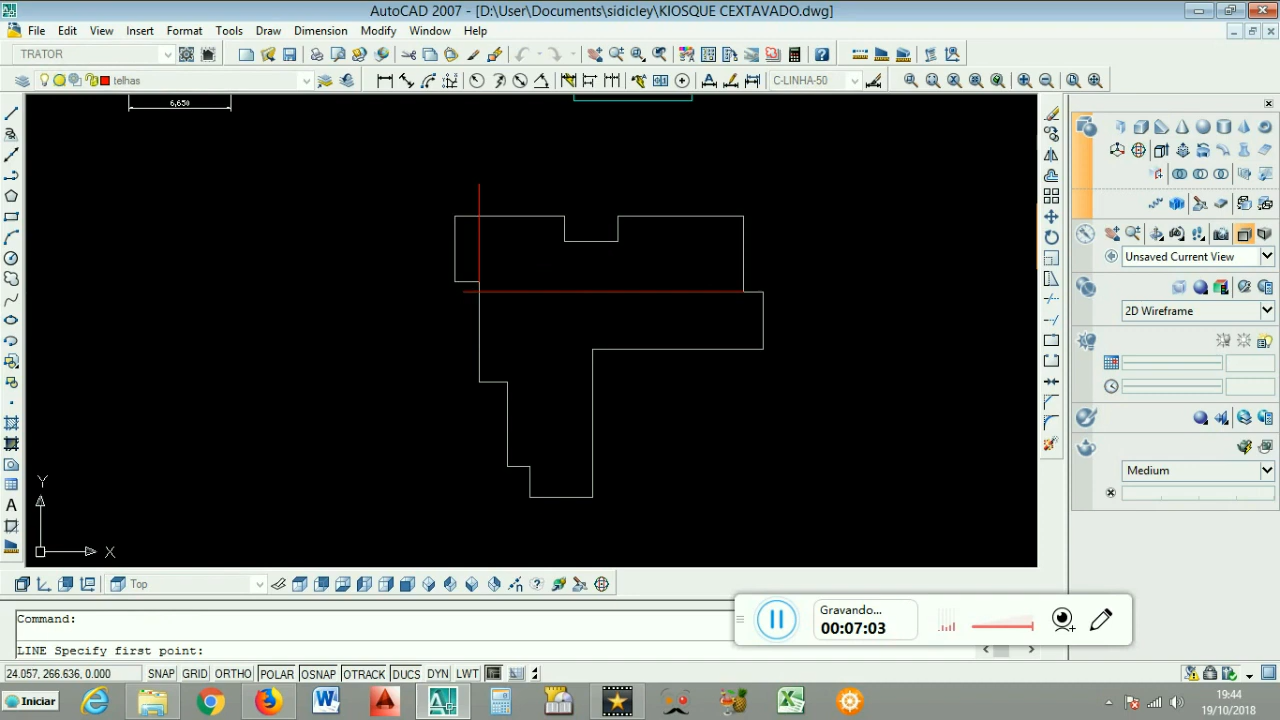 AutoCAD 2007 - [D:\User\Documents\sidicley\KIOSQUE CEXTAVADO.dwg]
File Edit View Insert Format Tools Draw Dimension Modify Window Help
TRATOR
telhas
C-LINHA-50
6,650
Unsaved Current View
2D Wireframe
Medium
Y
X
Top
Command:
LINE Specify first point:
Gravando...
00:07:03
24.057, 266.636, 0.000 SNAP GRID ORTHO POLAR OSNAP OTRACK DUCS DYN LWT
Iniciar
19:44
19/10/2018